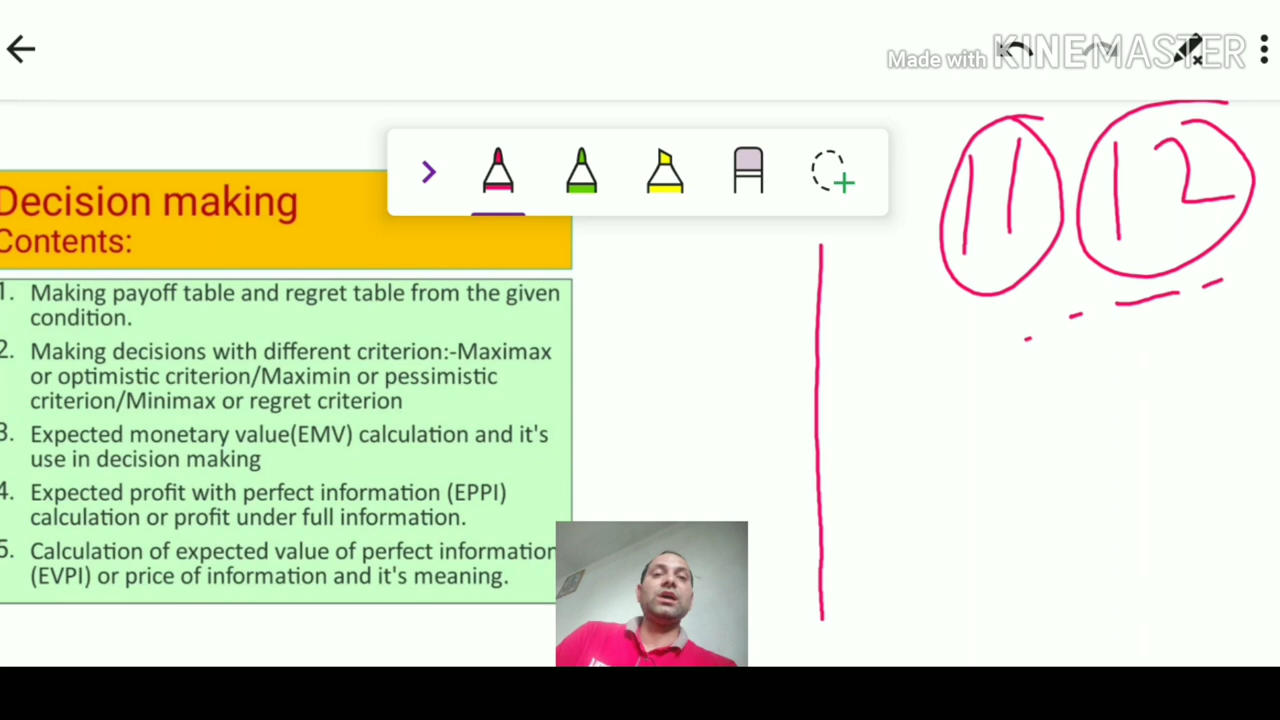 Made with KINEMASTER
11 12
Decision making
Contents:
1. Making payoff table and regret table from the given
condition.
2. Making decisions with different criterion:-Maximax
or optimistic criterion/Maximin or pessimistic
criterion/Minimax or regret criterion
3. Expected monetary value(EMV) calculation and it's
use in decision making
4. Expected profit with perfect information (EPPI)
calculation or profit under full information.
5. Calculation of expected value of perfect information
(EVPI) or price of information and it's meaning.